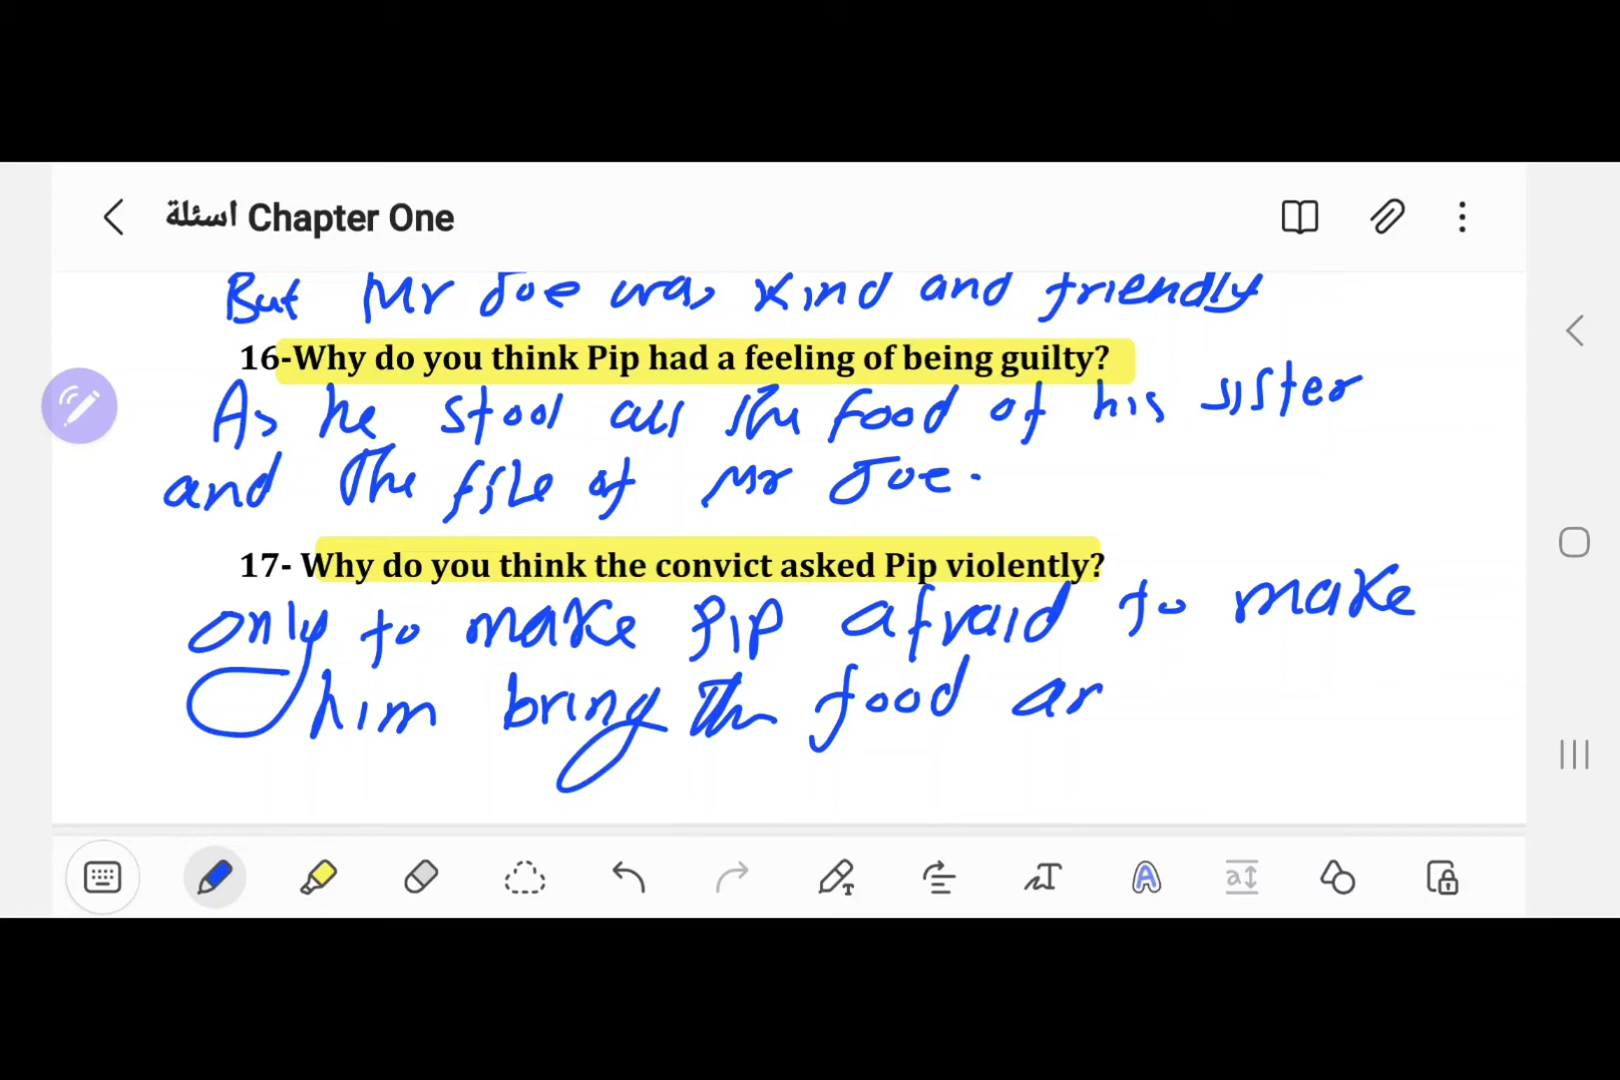 اسئلة Chapter One
But Mr Joe was kind and friendly
16-Why do you think Pip had a feeling of being guilty?
As he stool all the food of his sister
and the file of Mr Joe.
17- Why do you think the convict asked Pip violently?
only to make Pip afraid to make
him bring the food an